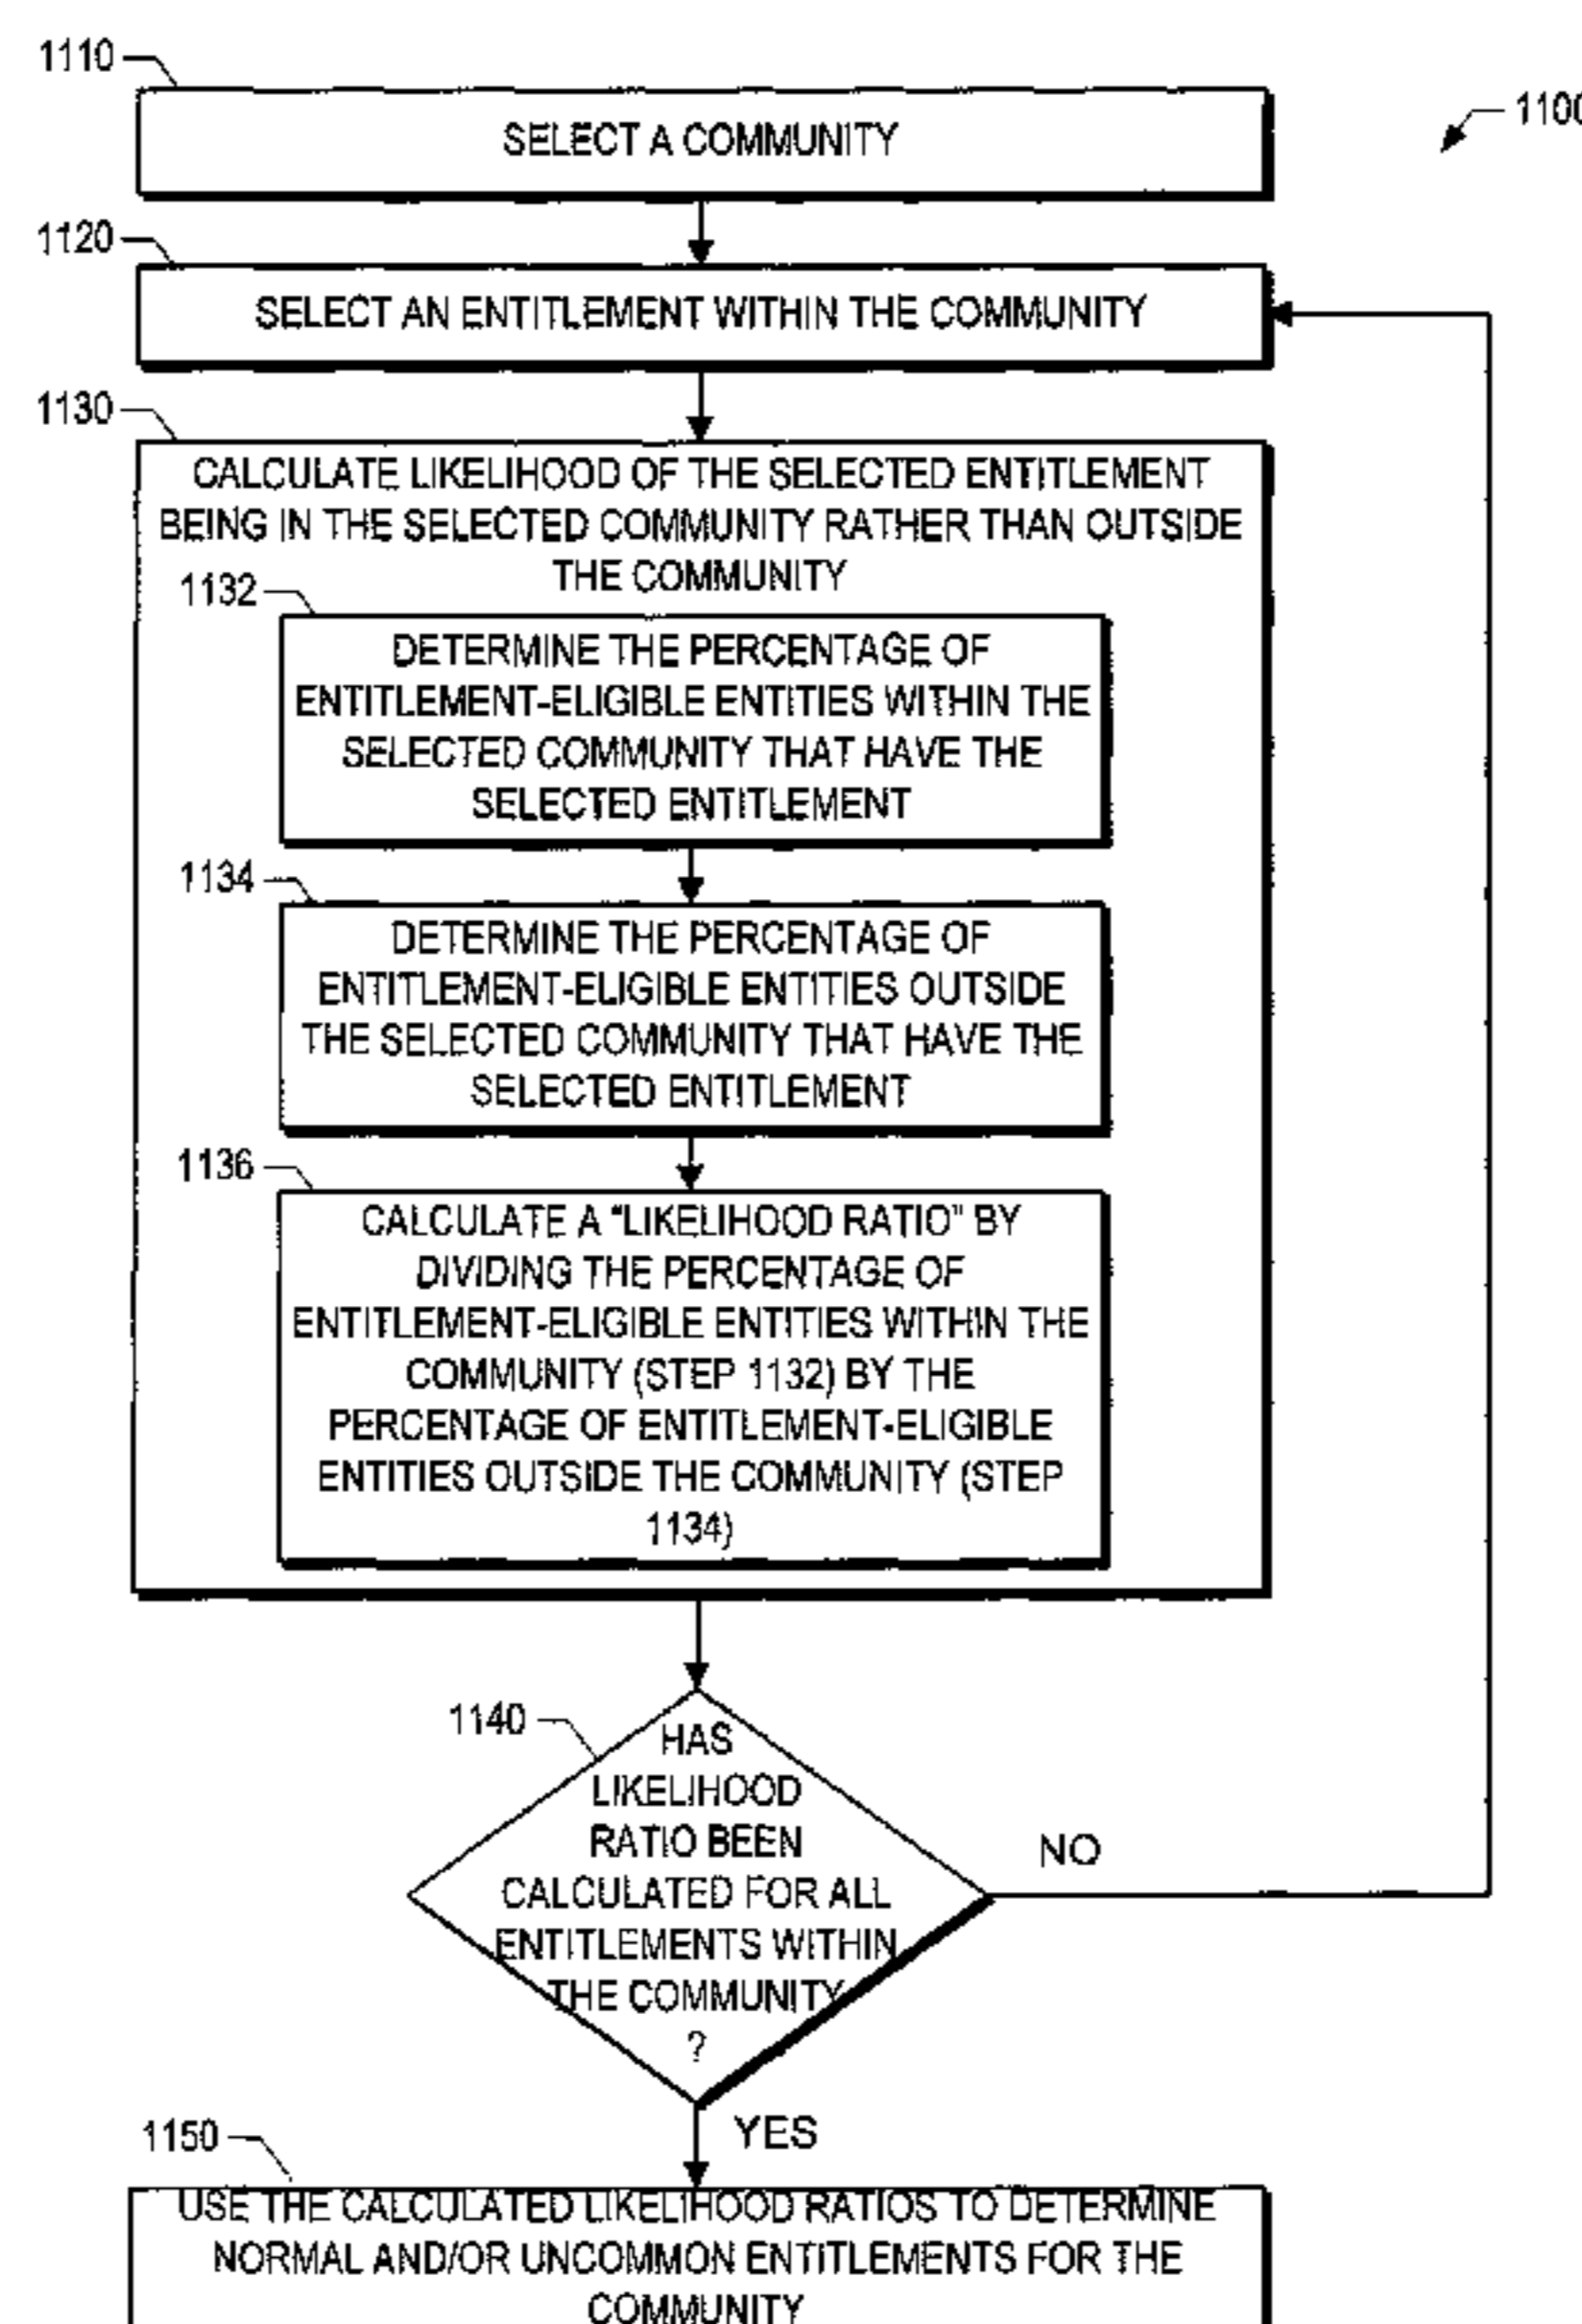 1110
SELECT A COMMUNITY
1100
1120
SELECT AN ENTITLEMENT WITHIN THE COMMUNITY
1130
CALCULATE LIKELIHOOD OF THE SELECTED ENTITLEMENT
BEING IN THE SELECTED COMMUNITY RATHER THAN OUTSIDE
THE COMMUNITY
1132
DETERMINE THE PERCENTAGE OF
ENTITLEMENT-ELIGIBLE ENTITIES WITHIN THE
SELECTED COMMUNITY THAT HAVE THE
SELECTED ENTITLEMENT
1134
DETERMINE THE PERCENTAGE OF
ENTITLEMENT-ELIGIBLE ENTITIES OUTSIDE
THE SELECTED COMMUNITY THAT HAVE THE
SELECTED ENTITLEMENT
1136
CALCULATE A "LIKELIHOOD RATIO" BY
DIVIDING THE PERCENTAGE OF
ENTITLEMENT-ELIGIBLE ENTITIES WITHIN THE
COMMUNITY (STEP 1132) BY THE
PERCENTAGE OF ENTITLEMENT-ELIGIBLE
ENTITIES OUTSIDE THE COMMUNITY (STEP
1134)
1140
HAS
LIKELIHOOD
RATIO BEEN
CALCULATED FOR ALL
ENTITLEMENTS WITHIN
THE COMMUNITY
?
NO
YES
1150
USE THE CALCULATED LIKELIHOOD RATIOS TO DETERMINE
NORMAL AND/OR UNCOMMON ENTITLEMENTS FOR THE
COMMUNITY